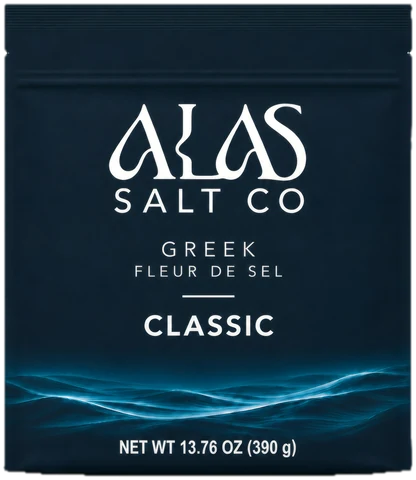 ALAS
SALT CO
GREEK
FLEUR DE SEL
CLASSIC
NET WT 13.76 OZ (390 g)